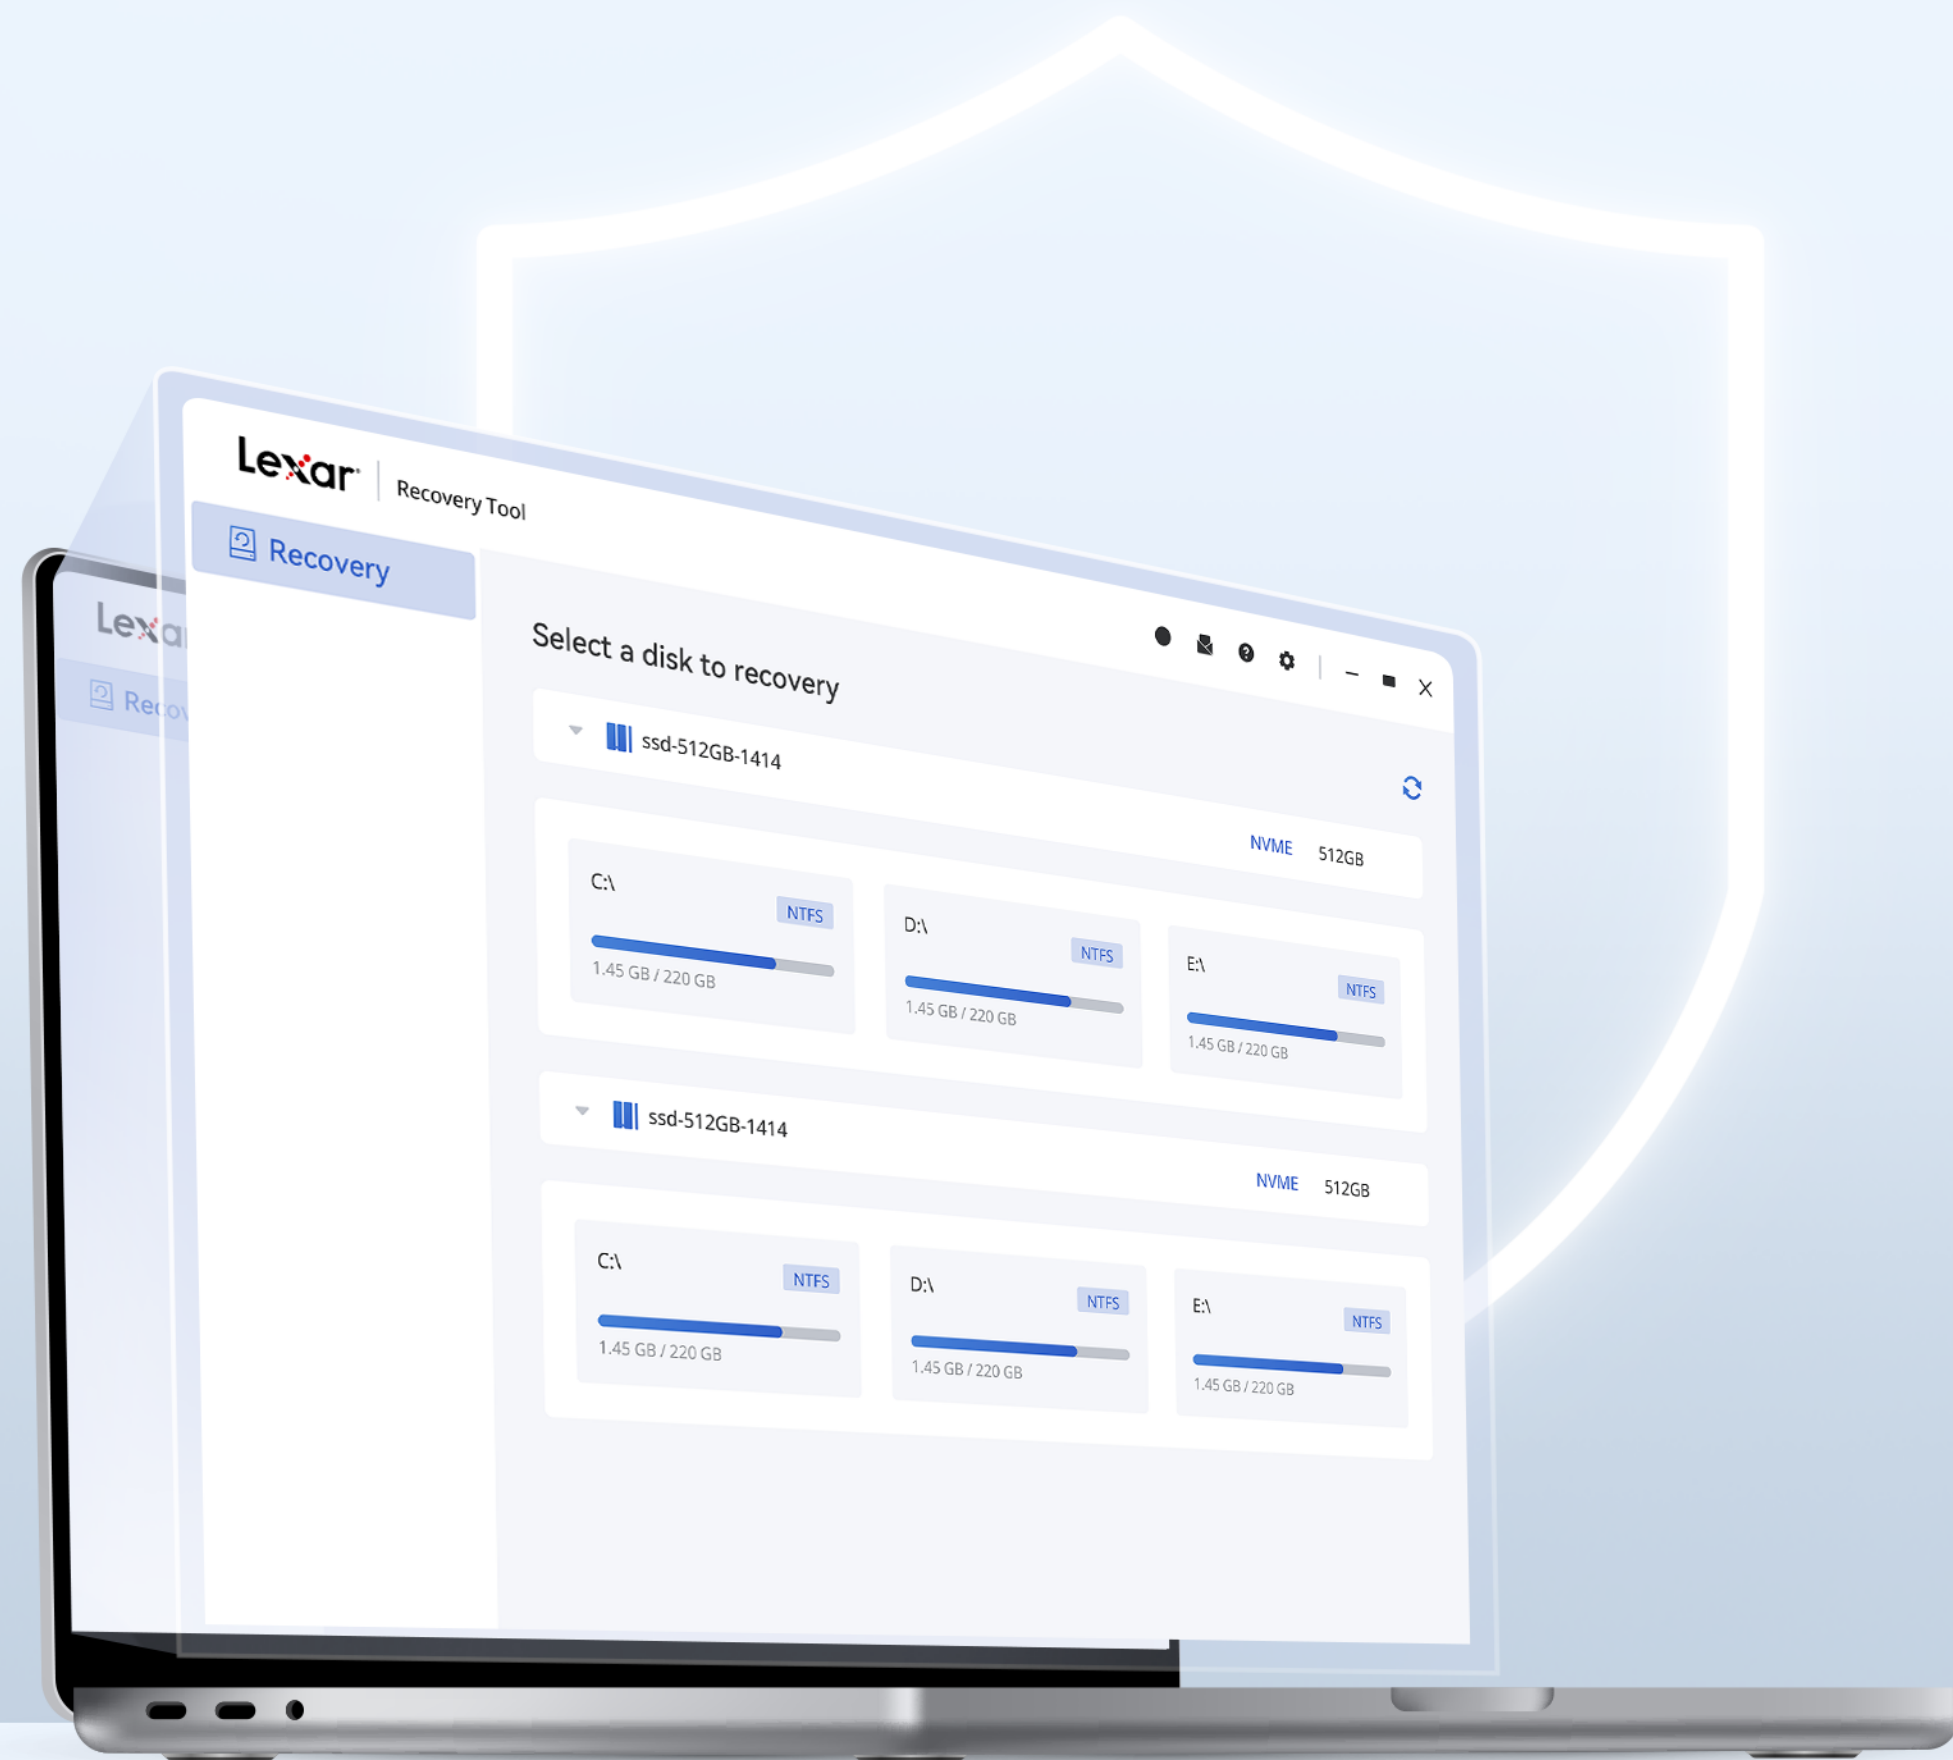 Lexar
Recovery Tool
Recovery
Lexa
Recov
Select a disk to recovery
ssd-512GB-1414
NVME 512GB
C:\ NTFS
1.45 GB / 220 GB
D:\ NTFS
1.45 GB / 220 GB
E:\ NTFS
1.45 GB / 220 GB
ssd-512GB-1414
NVME 512GB
C:\ NTFS
1.45 GB / 220 GB
D:\ NTFS
1.45 GB / 220 GB
E:\ NTFS
1.45 GB / 220 GB